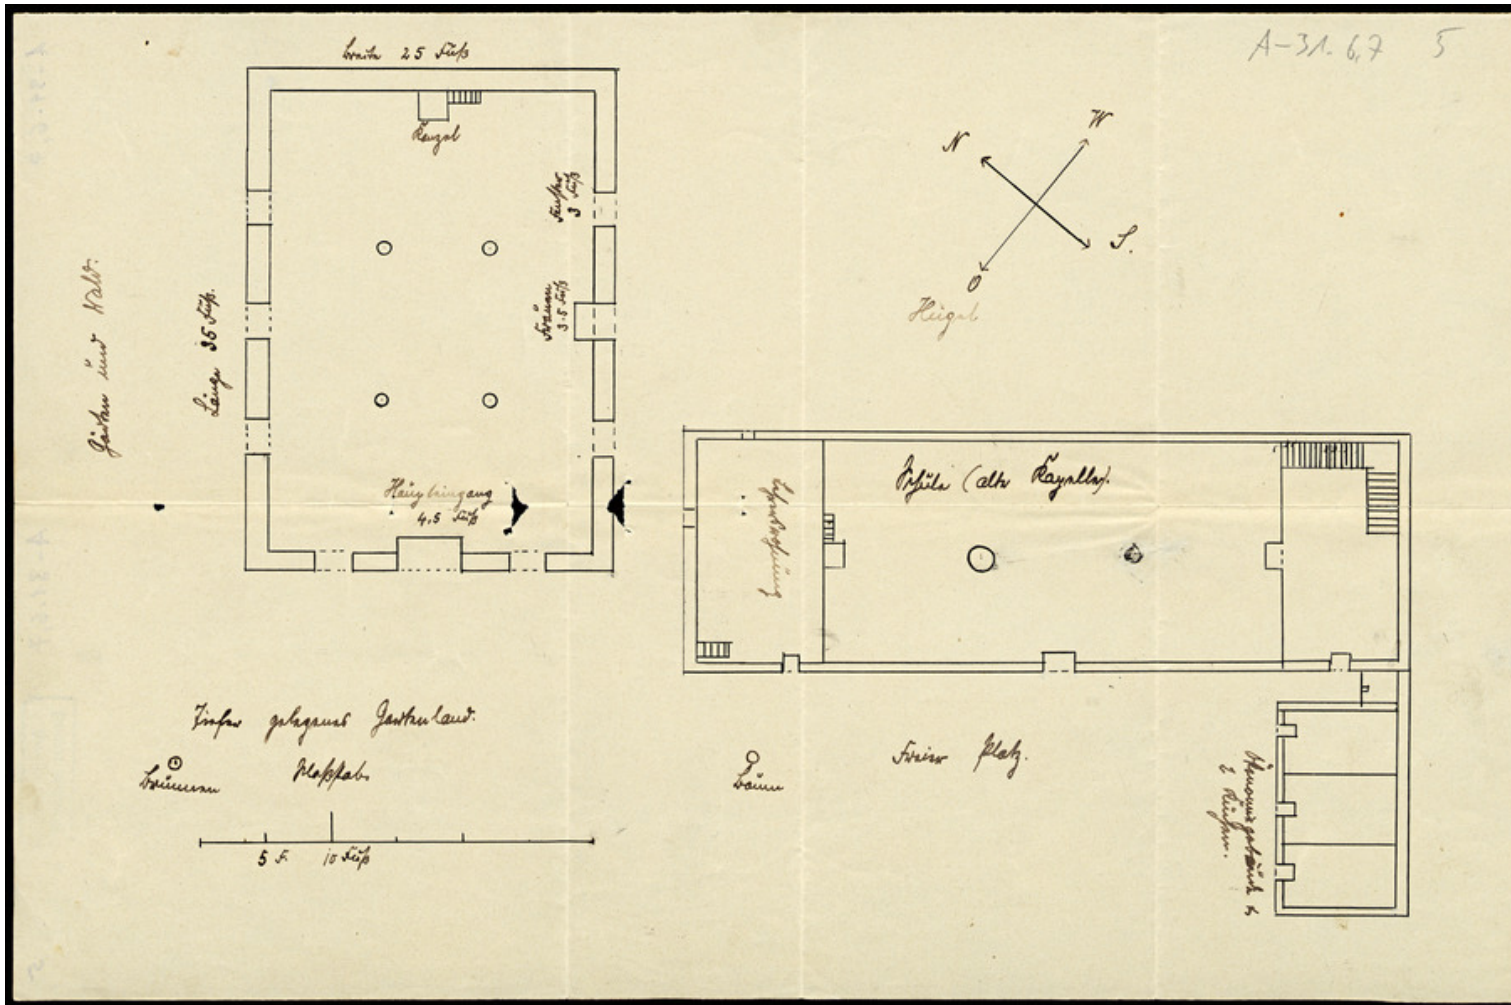 Breite 25 Fuß
A-31.6,7 5
Kanzel
N
W
S.
O
Hügel
Fenster
3 Fuß
Frauen
3.5 Fuß
Länge 35 Fuß.
Gärten und Wald.
Haupteingang
4,5 Fuß
Schule (alte Kapelle).
Lehrerwohnung
Tiefer gelegenes Gartenland.
Maßstab
Brunnen
5 F. 10 Fuß
Baum
Freier Platz.
Ökonomiegebäude &
2 Küchen.